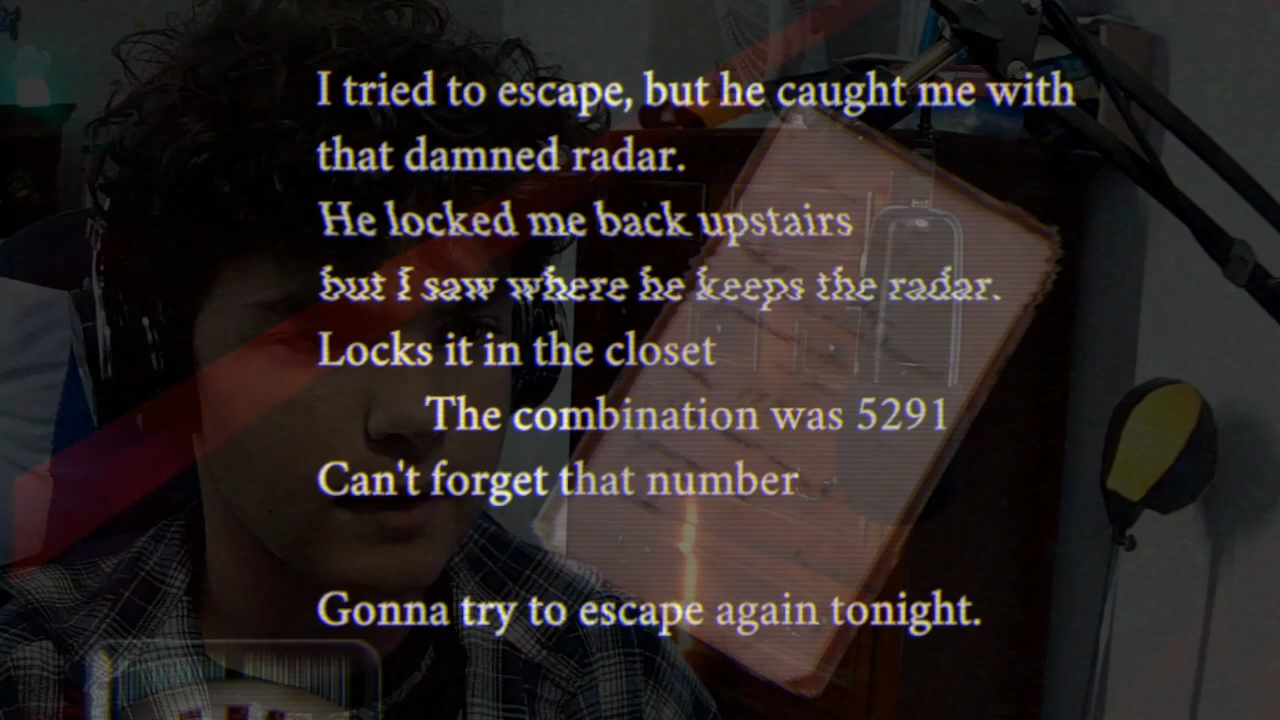 I tried to escape, but he caught me with
that damned radar.
He locked me back upstairs
but I saw where he keeps the radar.
Locks it in the closet
The combination was 5291
Can't forget that number
Gonna try to escape again tonight.